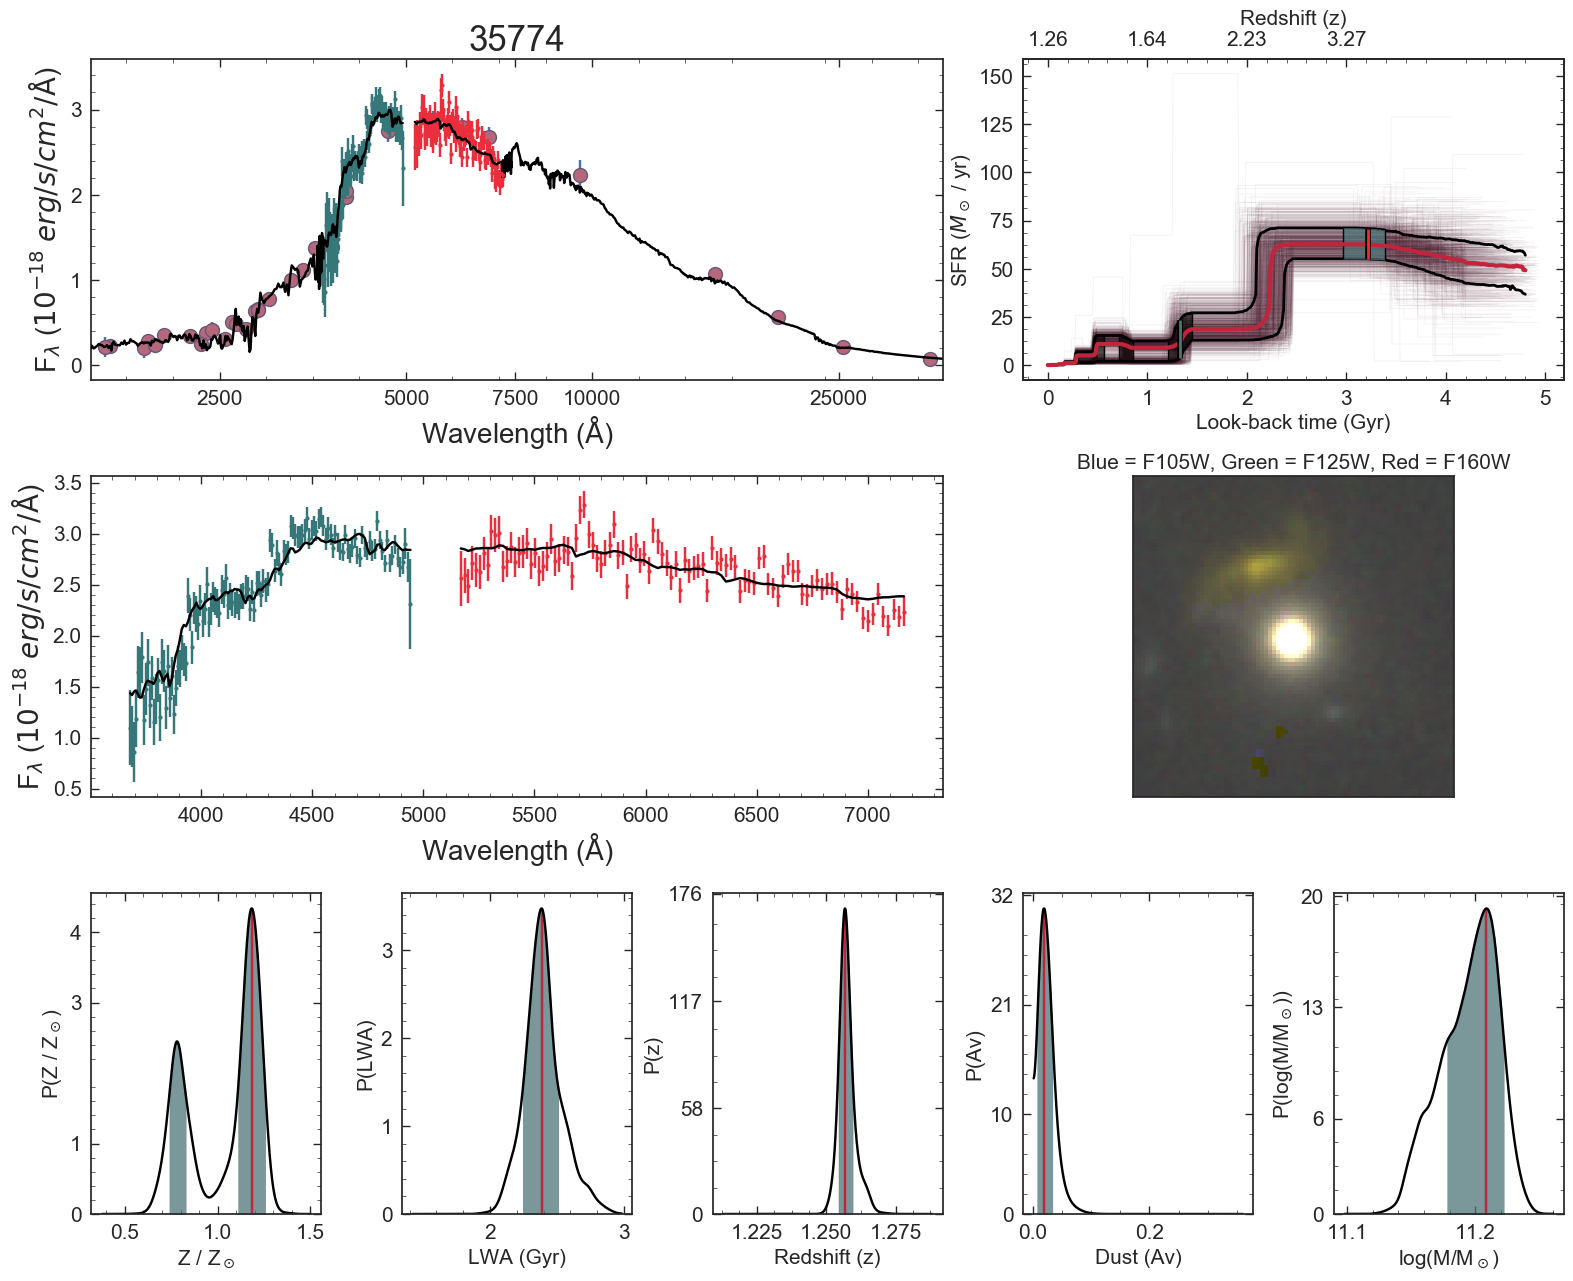 35774
F_λ (10^−18 erg/s/cm^2/Å)
3
2
1
0
2500 5000 7500 10000 25000
Wavelength (Å)
Redshift (z)
1.26 1.64 2.23 3.27
SFR (M_⊙ / yr)
150
125
100
75
50
25
0
0 1 2 3 4 5
Look-back time (Gyr)
F_λ (10^−18 erg/s/cm^2/Å)
3.5
3.0
2.5
2.0
1.5
1.0
0.5
4000 4500 5000 5500 6000 6500 7000
Wavelength (Å)
Blue = F105W, Green = F125W, Red = F160W
P(Z / Z_⊙)
4
3
1
0
0.5 1.0 1.5
Z / Z_⊙
P(LWA)
3
2
1
0
2 3
LWA (Gyr)
P(z)
176
117
58
0
1.225 1.250 1.275
Redshift (z)
P(Av)
32
21
10
0
0.0 0.2
Dust (Av)
P(log(M/M_⊙))
20
13
6
0
11.1 11.2
log(M/M_⊙)